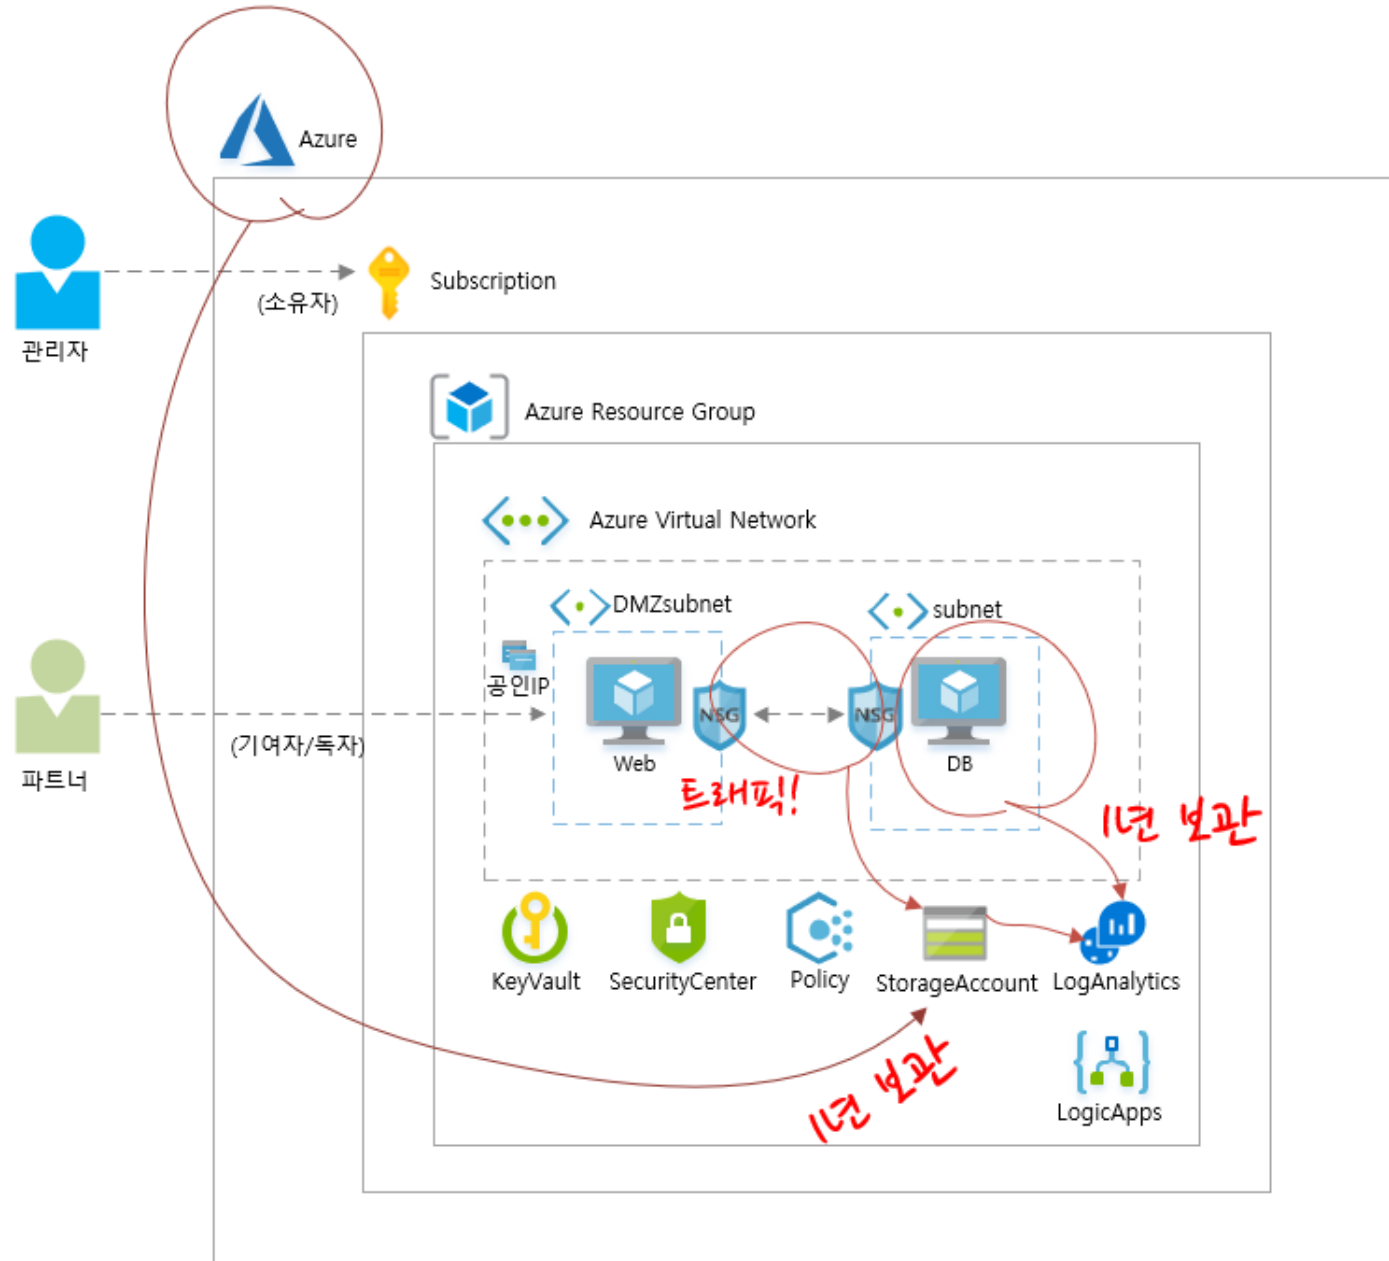 Azure
Subscription
(소유자)
관리자
Azure Resource Group
Azure Virtual Network
DMZsubnet
subnet
공인IP
NSG
NSG
(기여자/독자)
Web
DB
파트너
트래픽!
1년 보관
KeyVault
SecurityCenter
Policy
StorageAccount
LogAnalytics
1년 보관
LogicApps